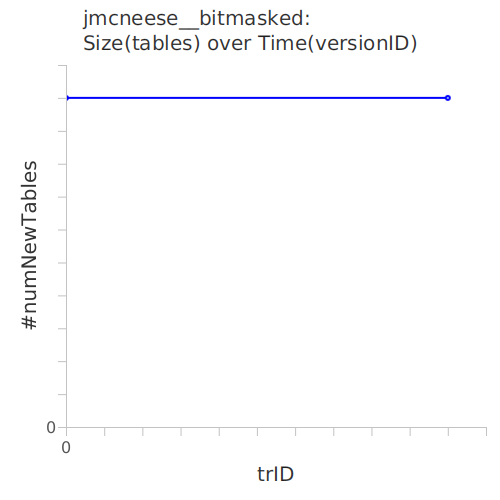 jmcneese__bitmasked:
Size(tables) over Time(versionID)
#numNewTables
0
0
trID